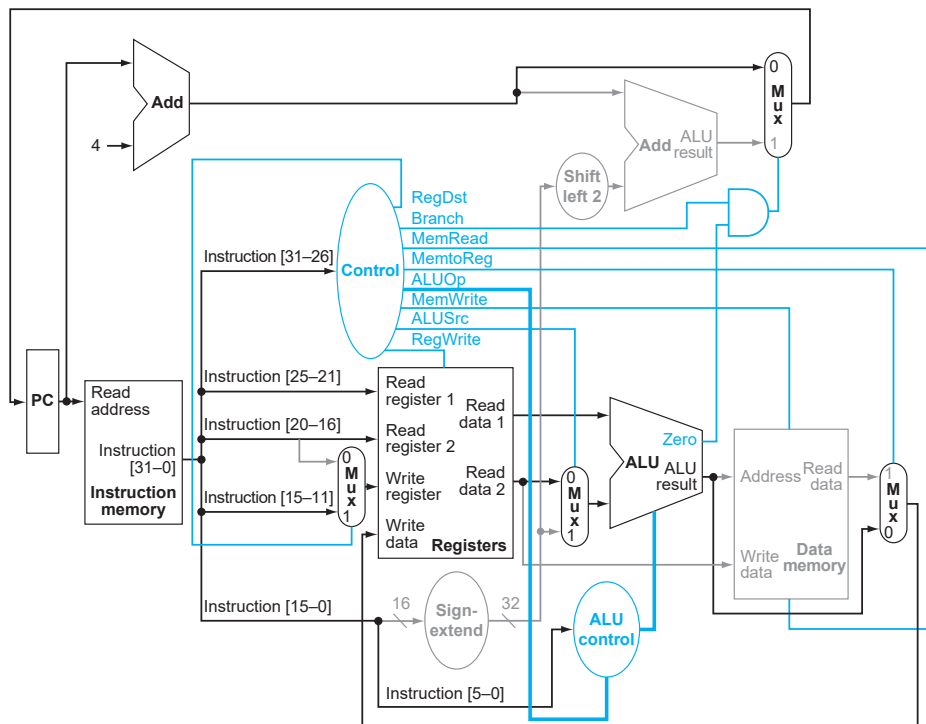 Add
4
0
M
u
x
1
Add
ALU
result
Shift
left 2
RegDst
Branch
MemRead
MemtoReg
ALUOp
MemWrite
ALUSrc
RegWrite
Control
Instruction [31–26]
Instruction [25–21]
Instruction [20–16]
Instruction [15–11]
Instruction [15–0]
Instruction [5–0]
PC
Read
address
Instruction
[31–0]
Instruction
memory
0
M
u
x
1
Read
register 1
Read
register 2
Write
register
Write
data
Read
data 1
Read
data 2
Registers
16
Sign-
extend
32
0
M
u
x
1
Zero
ALU
ALU
result
ALU
control
Address
Read
data
Write
data
Data
memory
1
M
u
x
0